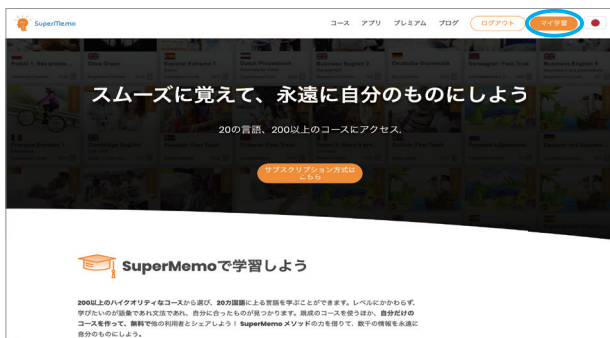 SuperMemo
コース アプリ プレミアム ブログ ログアウト マイ学習
Business English 2
スムーズに覚えて、永遠に自分のものにしよう
20の言語、200以上のコースにアクセス.
サブスクリプション方式は
こちら
SuperMemoで学習しよう
200以上のハイクオリティなコースから選び、20カ国語に上る言語を学ぶことができます。レベルにかかわらず、
学びたいのが語彙であれ文法であれ、自分に合ったものが見つかります。既成のコースを使うほか、自分だけの
コースを作って、無料で他の利用者とシェアしよう！ SuperMemo メソッドの力を借りて、数千の情報を永遠に
自分のものにしよう。